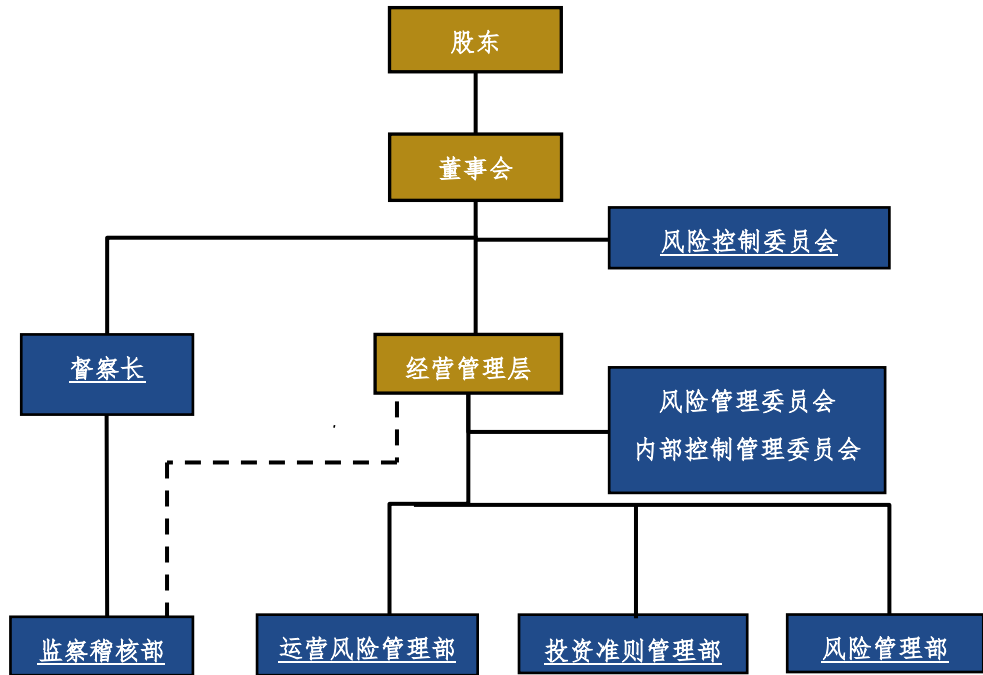 股东
董事会
风险控制委员会
督察长
经营管理层
风险管理委员会
内部控制管理委员会
监察稽核部
运营风险管理部
投资准则管理部
风险管理部